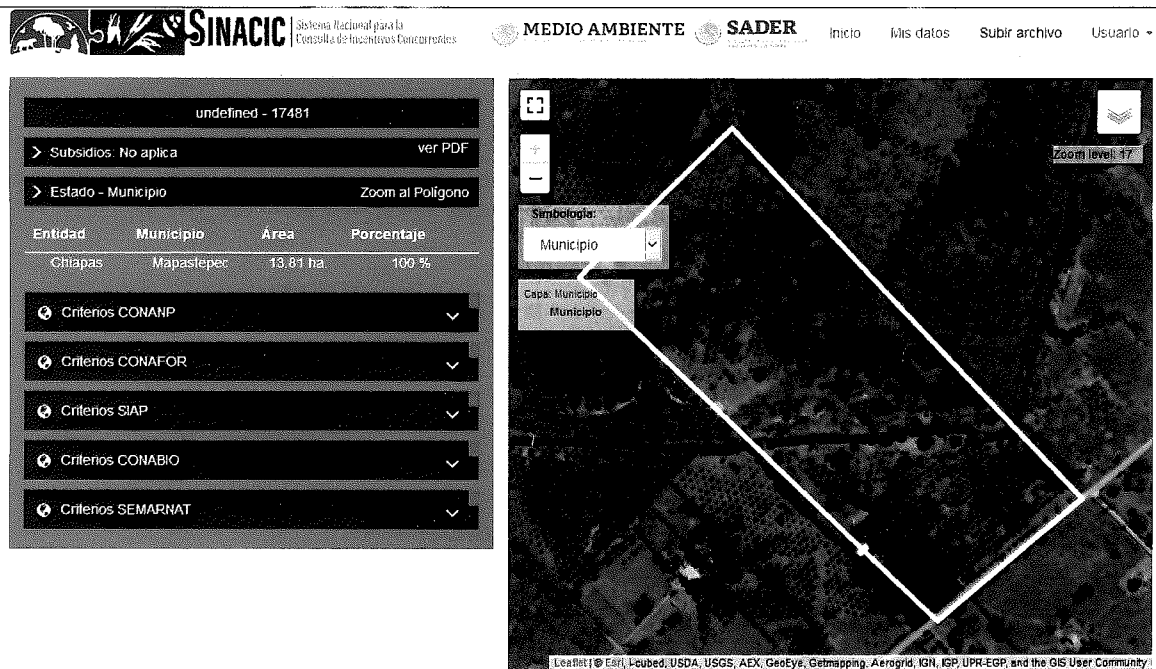 SINACIC
Sistema Nacional para la
Consulta de Incentivos Concurrentes
MEDIO AMBIENTE
SADER
Inicio
Mis datos
Subir archivo
Usuario
undefined - 17481
Subsidios: No aplica
ver PDF
Estado - Municipio
Zoom al Polígono
Entidad Municipio Area Porcentaje
Chiapas Mapastepec 13.81 ha 100 %
Criterios CONANP
Criterios CONAFOR
Criterios SIAP
Criterios CONABIO
Criterios SEMARNAT
+
−
Zoom level: 17
Simbología:
Municipio
Capa: Municipio
Municipio
Leaflet | © Esri, i-cubed, USDA, USGS, AEX, GeoEye, Getmapping, Aerogrid, IGN, IGP, UPR-EGP, and the GIS User Community